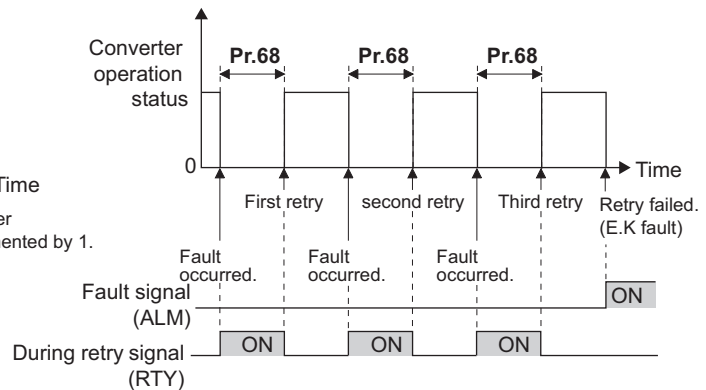 Converter
operation
status
Pr.68
Pr.68
Pr.68
0
Time
Time
er
ented by 1.
First retry
second retry
Third retry
Retry failed.
(E.K fault)
Fault
occurred.
Fault
occurred.
Fault
occurred.
Fault signal
(ALM)
ON
During retry signal
(RTY)
ON
ON
ON